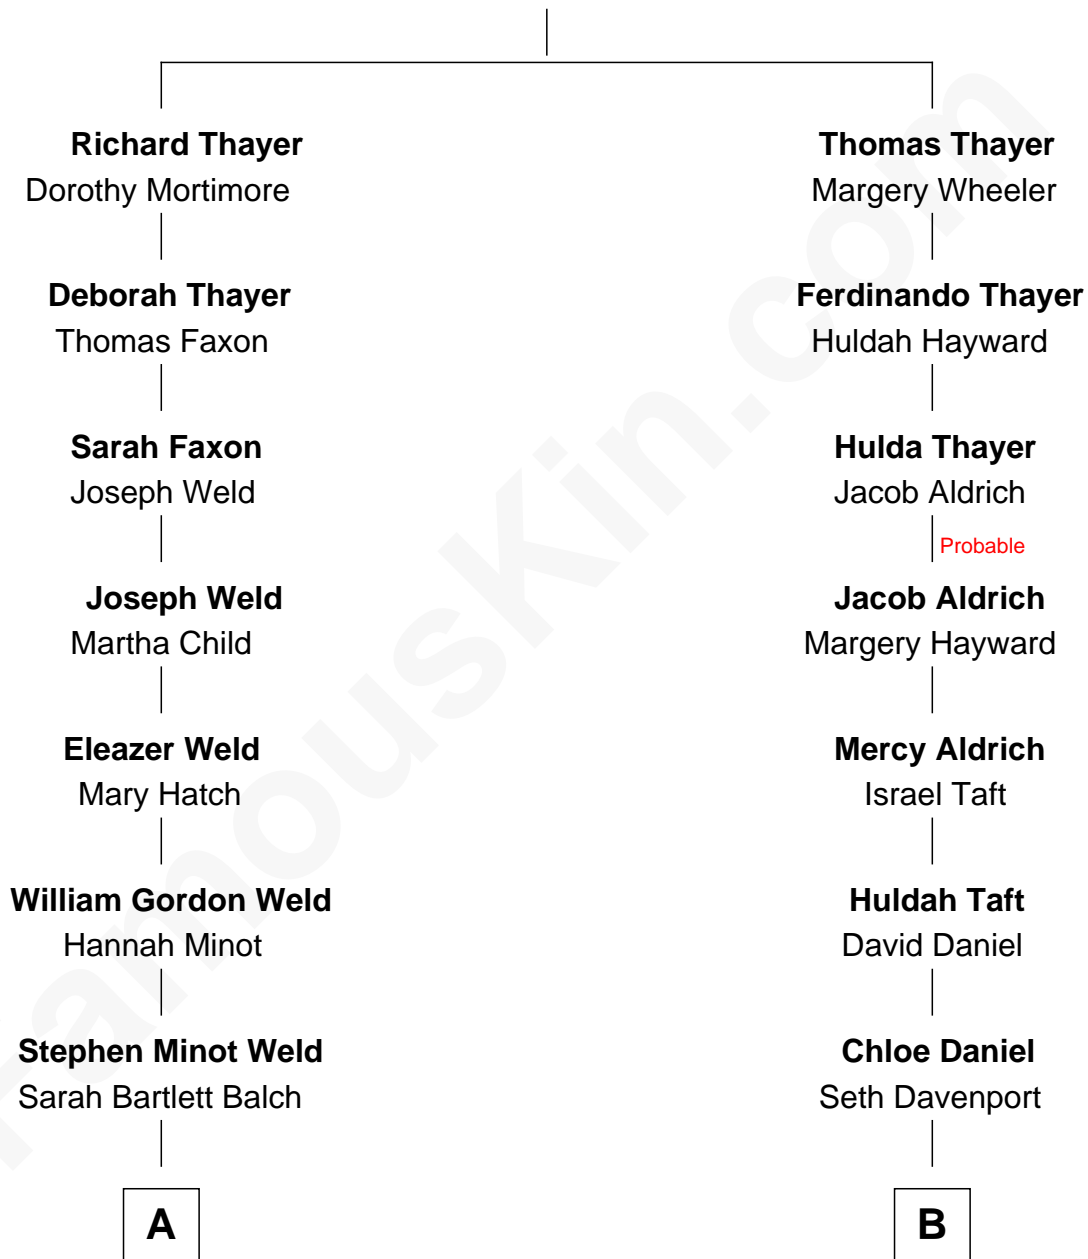 Richard Thayer
Dorothy Mortimore
Deborah Thayer
Thomas Faxon
Sarah Faxon
Joseph Weld
Joseph Weld
Martha Child
Eleazer Weld
Mary Hatch
William Gordon Weld
Hannah Minot
Stephen Minot Weld
Sarah Bartlett Balch
A
Thomas Thayer
Margery Wheeler
Ferdinando Thayer
Huldah Hayward
Hulda Thayer
Jacob Aldrich
Probable
Jacob Aldrich
Margery Hayward
Mercy Aldrich
Israel Taft
Huldah Taft
David Daniel
Chloe Daniel
Seth Davenport
B
FamousKin.com